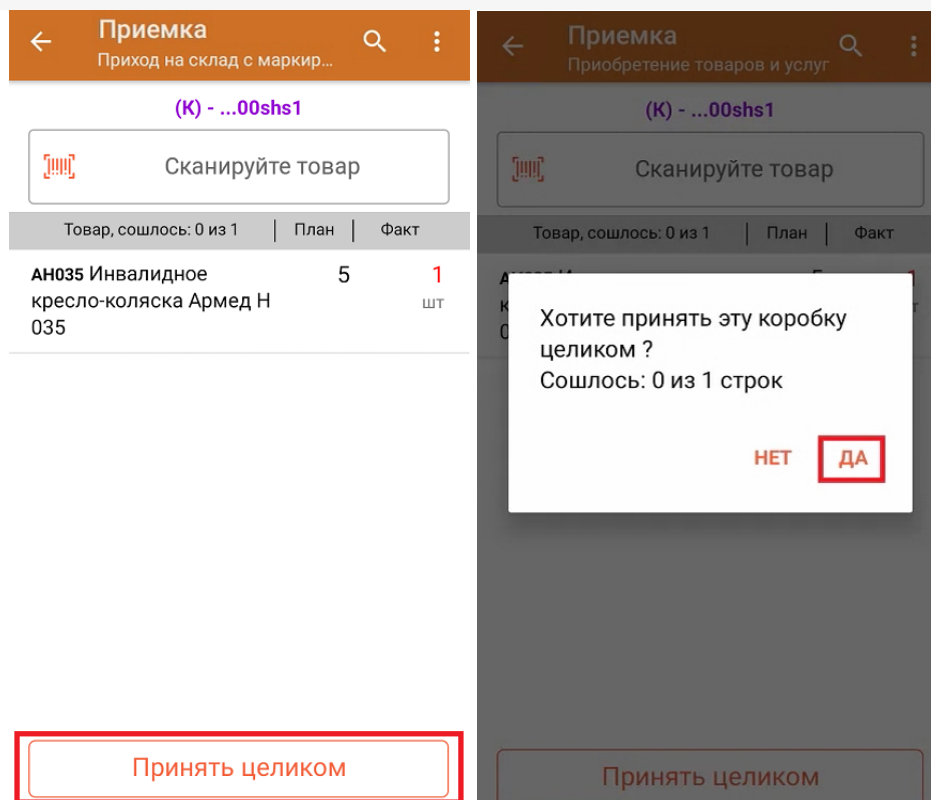 Приемка
Приход на склад с маркир...
(К) - ...00shs1
Сканируйте товар
Товар, сошлось: 0 из 1 | План | Факт
АН035 Инвалидное 5 1
кресло-коляска Армед Н шт
035
Принять целиком
Приемка
Приобретение товаров и услуг
(К) - ...00shs1
Сканируйте товар
Товар, сошлось: 0 из 1 | План | Факт
Хотите принять эту коробку
целиком ?
Сошлось: 0 из 1 строк
НЕТ ДА
Принять целиком